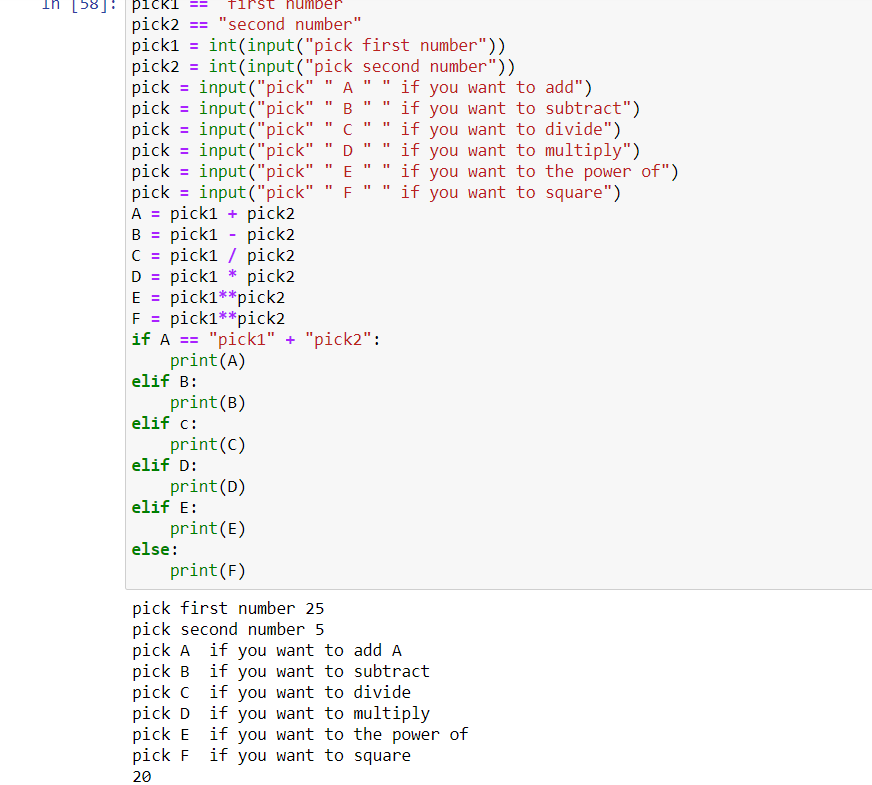 In [58]: pick1 == "first number"
pick2 == "second number"
pick1 = int(input("pick first number"))
pick2 = int(input("pick second number"))
pick = input("pick" " A " " if you want to add")
pick = input("pick" " B " " if you want to subtract")
pick = input("pick" " C " " if you want to divide")
pick = input("pick" " D " " if you want to multiply")
pick = input("pick" " E " " if you want to the power of")
pick = input("pick" " F " " if you want to square")
A = pick1 + pick2
B = pick1 - pick2
C = pick1 / pick2
D = pick1 * pick2
E = pick1**pick2
F = pick1**pick2
if A == "pick1" + "pick2":
    print(A)
elif B:
    print(B)
elif c:
    print(C)
elif D:
    print(D)
elif E:
    print(E)
else:
    print(F)
pick first number 25
pick second number 5
pick A  if you want to add A
pick B  if you want to subtract
pick C  if you want to divide
pick D  if you want to multiply
pick E  if you want to the power of
pick F  if you want to square
20